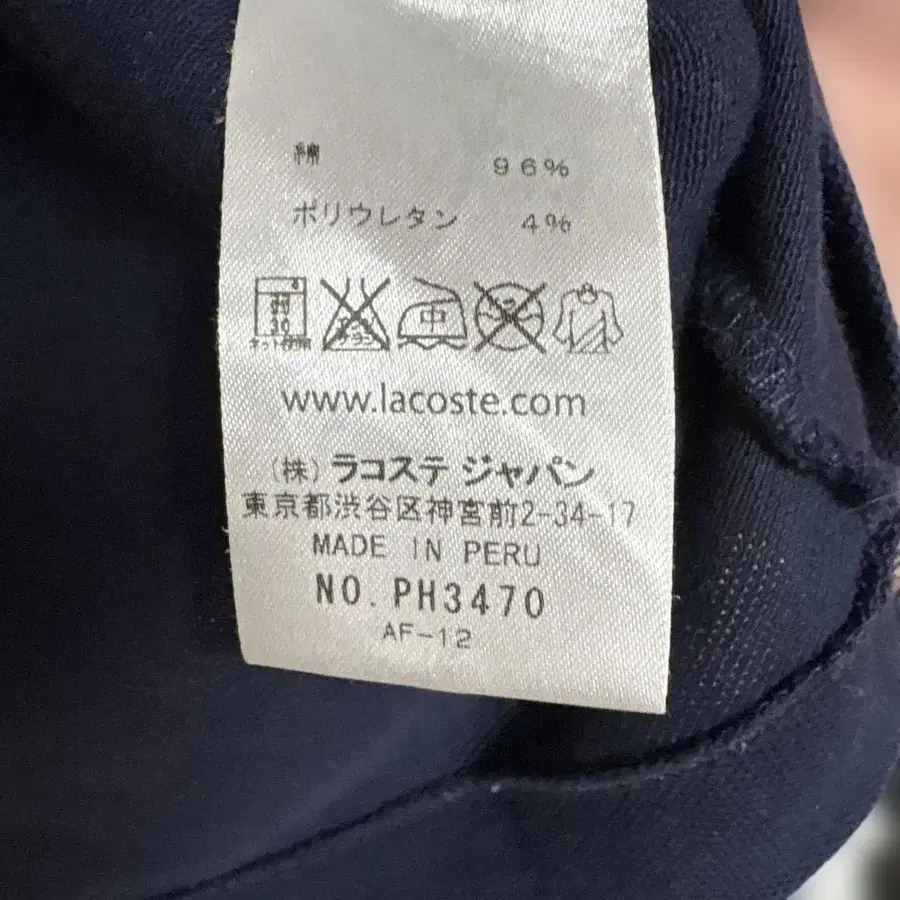 綿 96%
ポリウレタン 4%
中
www.lacoste.com
(株) ラコステ ジャパン
東京都渋谷区神宮前2-34-17
MADE IN PERU
NO. PH3470
AF-12